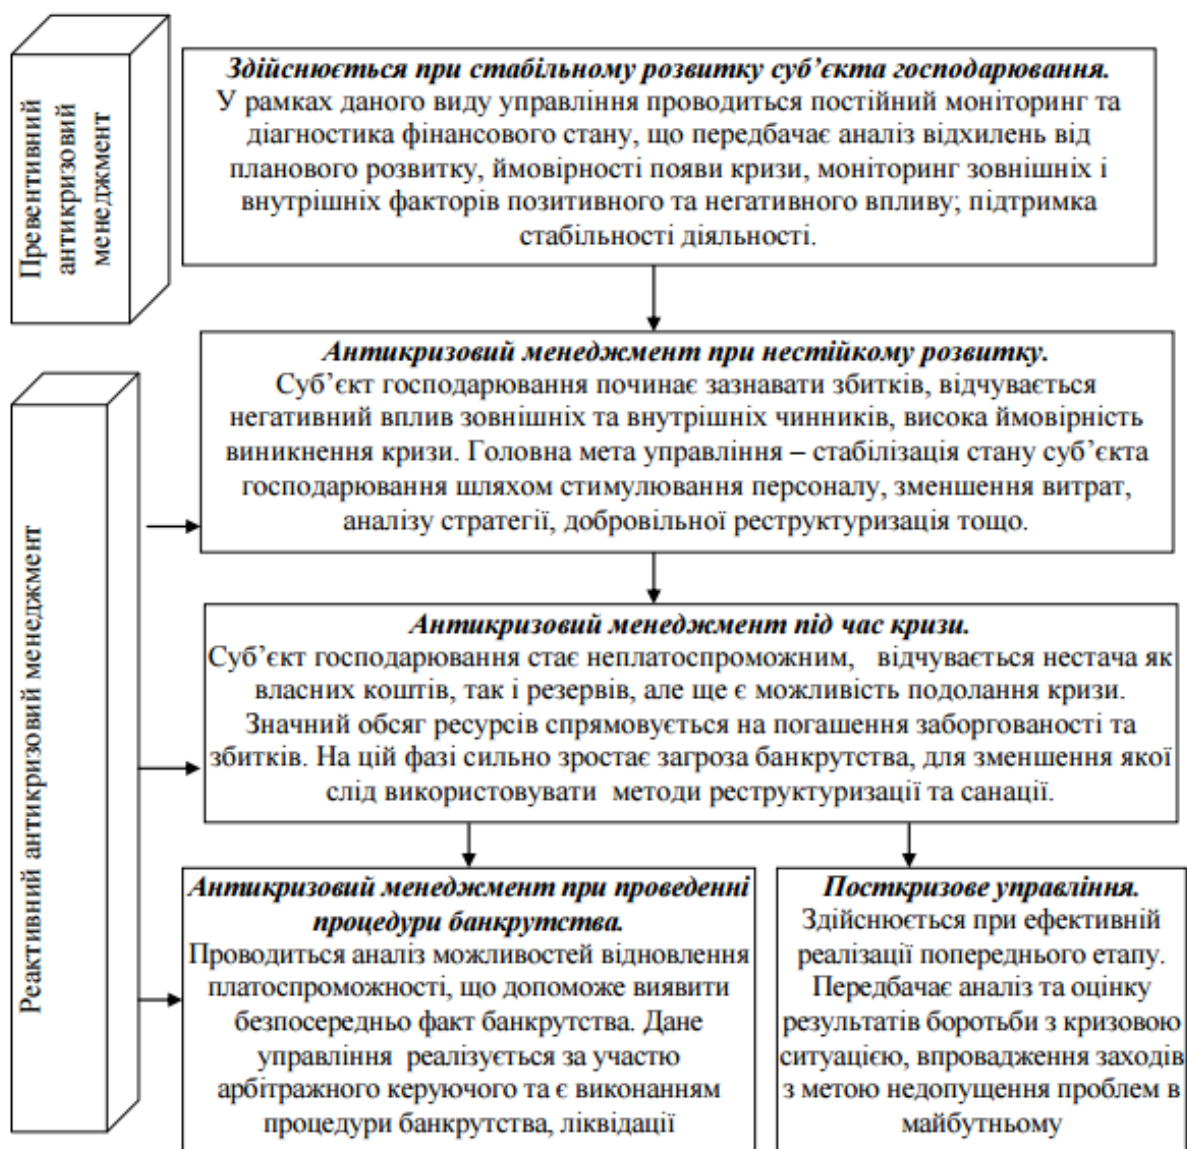 Превентивний
антикризовий
менеджмент
Здійснюється при стабільному розвитку суб’єкта господарювання.
У рамках даного виду управління проводиться постійний моніторинг та
діагностика фінансового стану, що передбачає аналіз відхилень від
планового розвитку, ймовірності появи кризи, моніторинг зовнішніх і
внутрішніх факторів позитивного та негативного впливу; підтримка
стабільності діяльності.
Реактивний антикризовий менеджмент
Антикризовий менеджмент при нестійкому розвитку.
Суб’єкт господарювання починає зазнавати збитків, відчувається
негативний вплив зовнішніх та внутрішніх чинників, висока ймовірність
виникнення кризи. Головна мета управління – стабілізація стану суб’єкта
господарювання шляхом стимулювання персоналу, зменшення витрат,
аналізу стратегії, добровільної реструктуризація тощо.
Антикризовий менеджмент під час кризи.
Суб’єкт господарювання стає неплатоспроможним, відчувається нестача як
власних коштів, так і резервів, але ще є можливість подолання кризи.
Значний обсяг ресурсів спрямовується на погашення заборгованості та
збитків. На цій фазі сильно зростає загроза банкрутства, для зменшення якої
слід використовувати методи реструктуризації та санації.
Антикризовий менеджмент при проведенні
процедури банкрутства.
Проводиться аналіз можливостей відновлення
платоспроможності, що допоможе виявити
безпосередньо факт банкрутства. Дане
управління реалізується за участю
арбітражного керуючого та є виконанням
процедури банкрутства, ліквідації
Посткризове управління.
Здійснюється при ефективній
реалізації попереднього етапу.
Передбачає аналіз та оцінку
результатів боротьби з кризовою
ситуацією, впровадження заходів
з метою недопущення проблем в
майбутньому